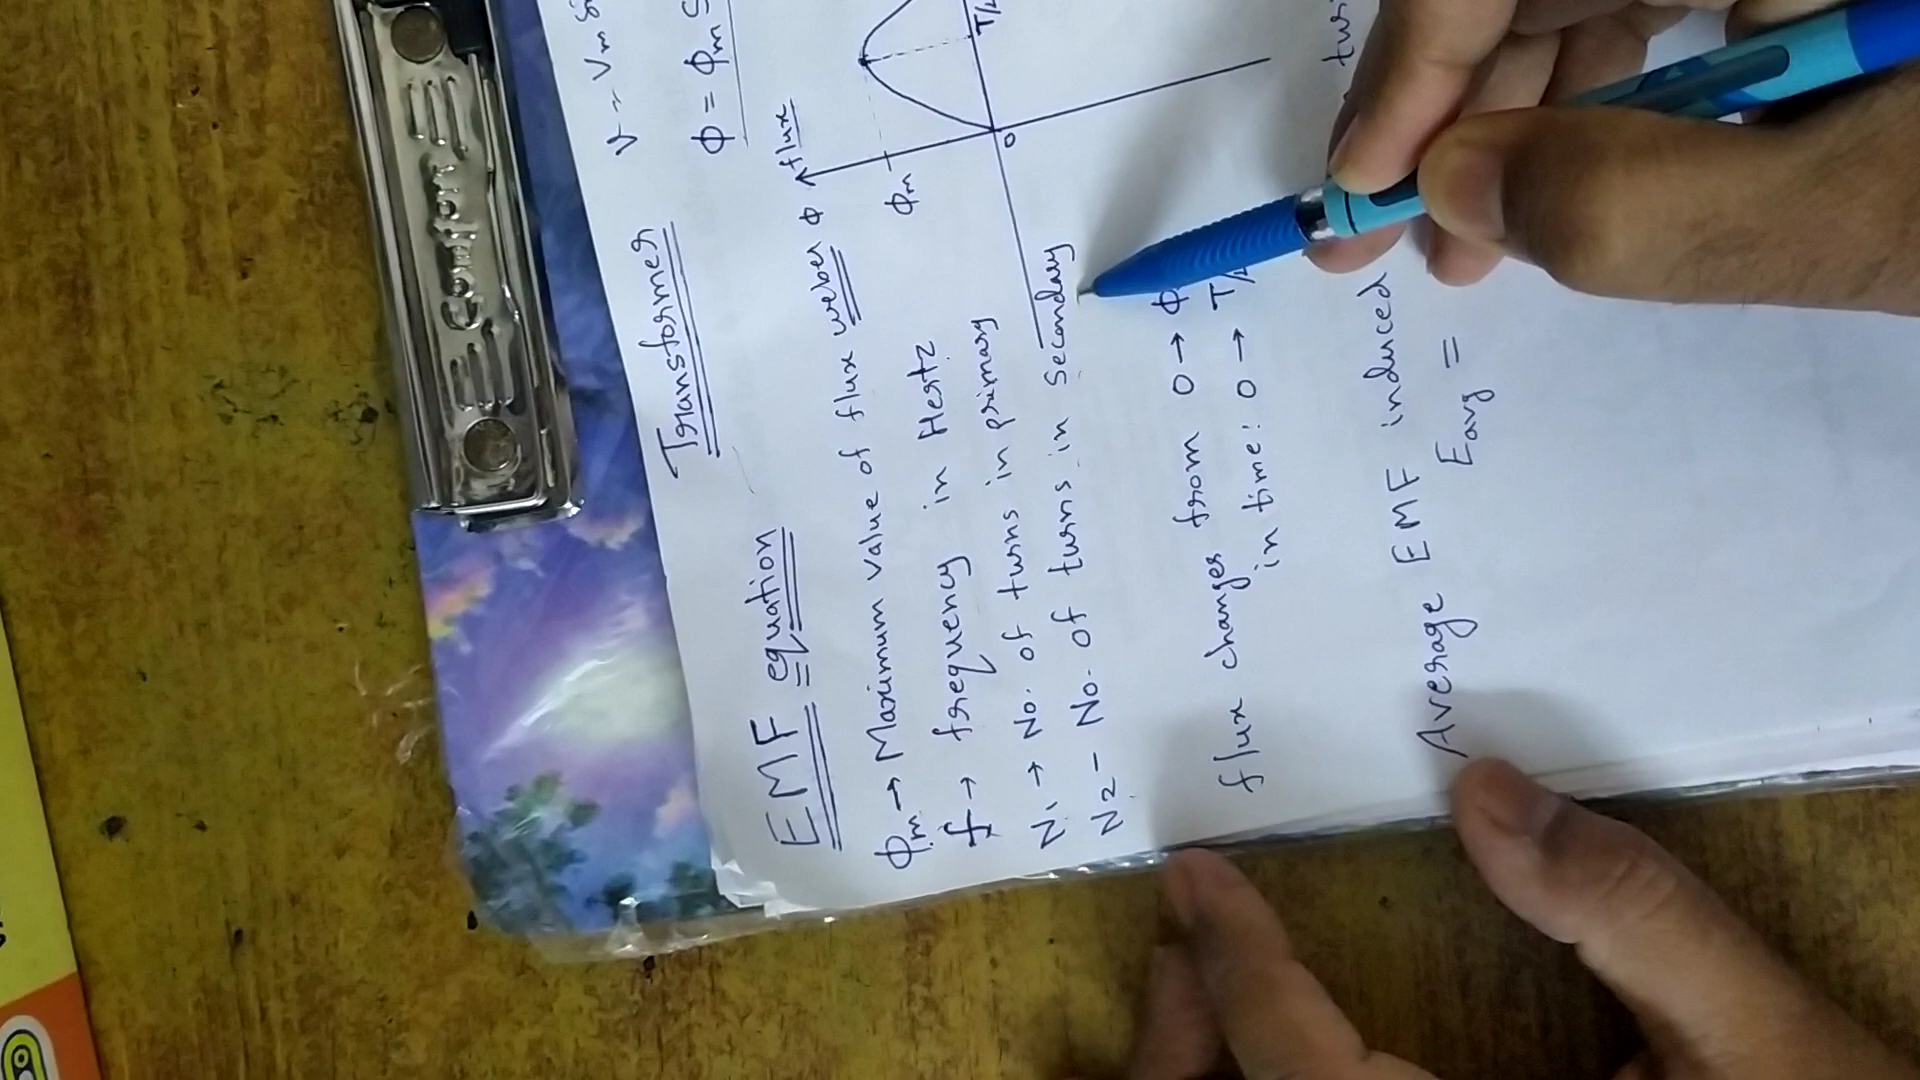 Transformer
V = Vm
EMF equation
ϕ = ϕm S
ϕm → Maximum value of flux weber
f → frequency in Hertz
N1 → No. of turns in primary
N2 - No. of turns in secondary
ϕ flux
ϕm
0
flux changes from 0 → ϕ
in time: 0 → T/
Average EMF induced
Eavg =
Comfort